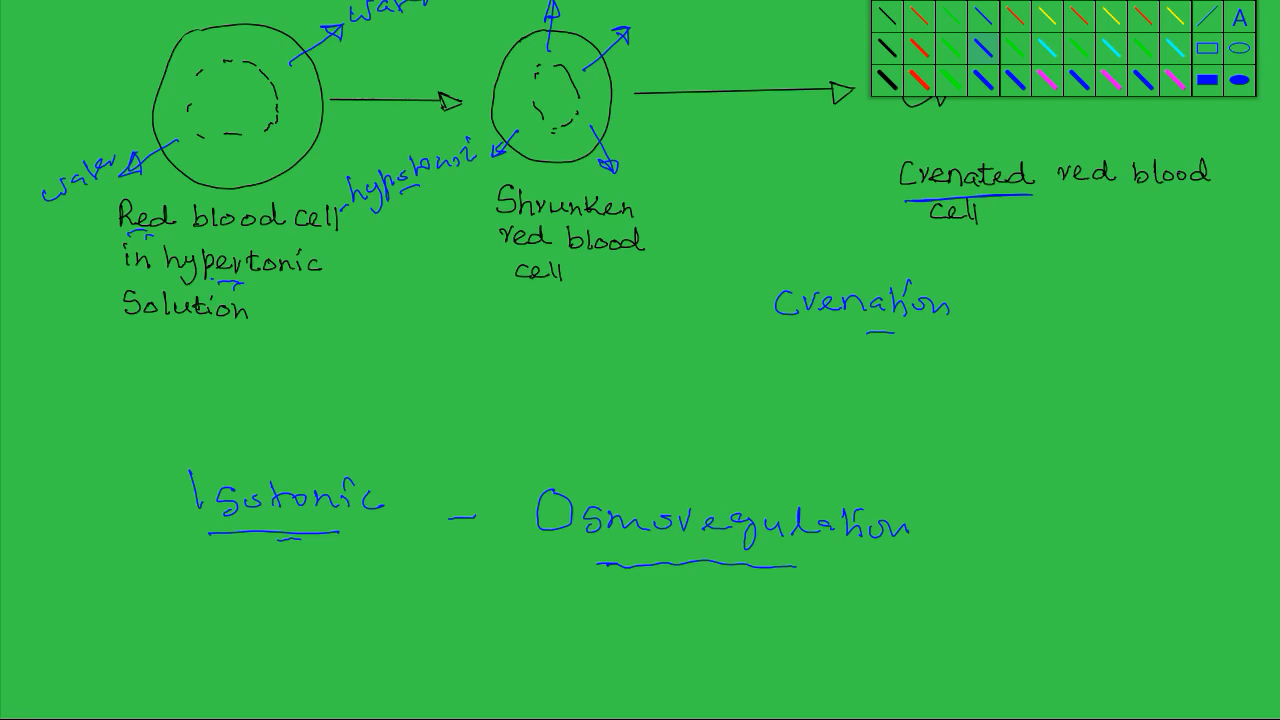 water
A
water
hypotoni
Red blood cell
in hypertonic
Solution
Shrunken
red blood
cell
Crenated red blood
cell
Crenation
Isotonic - Osmoregulation